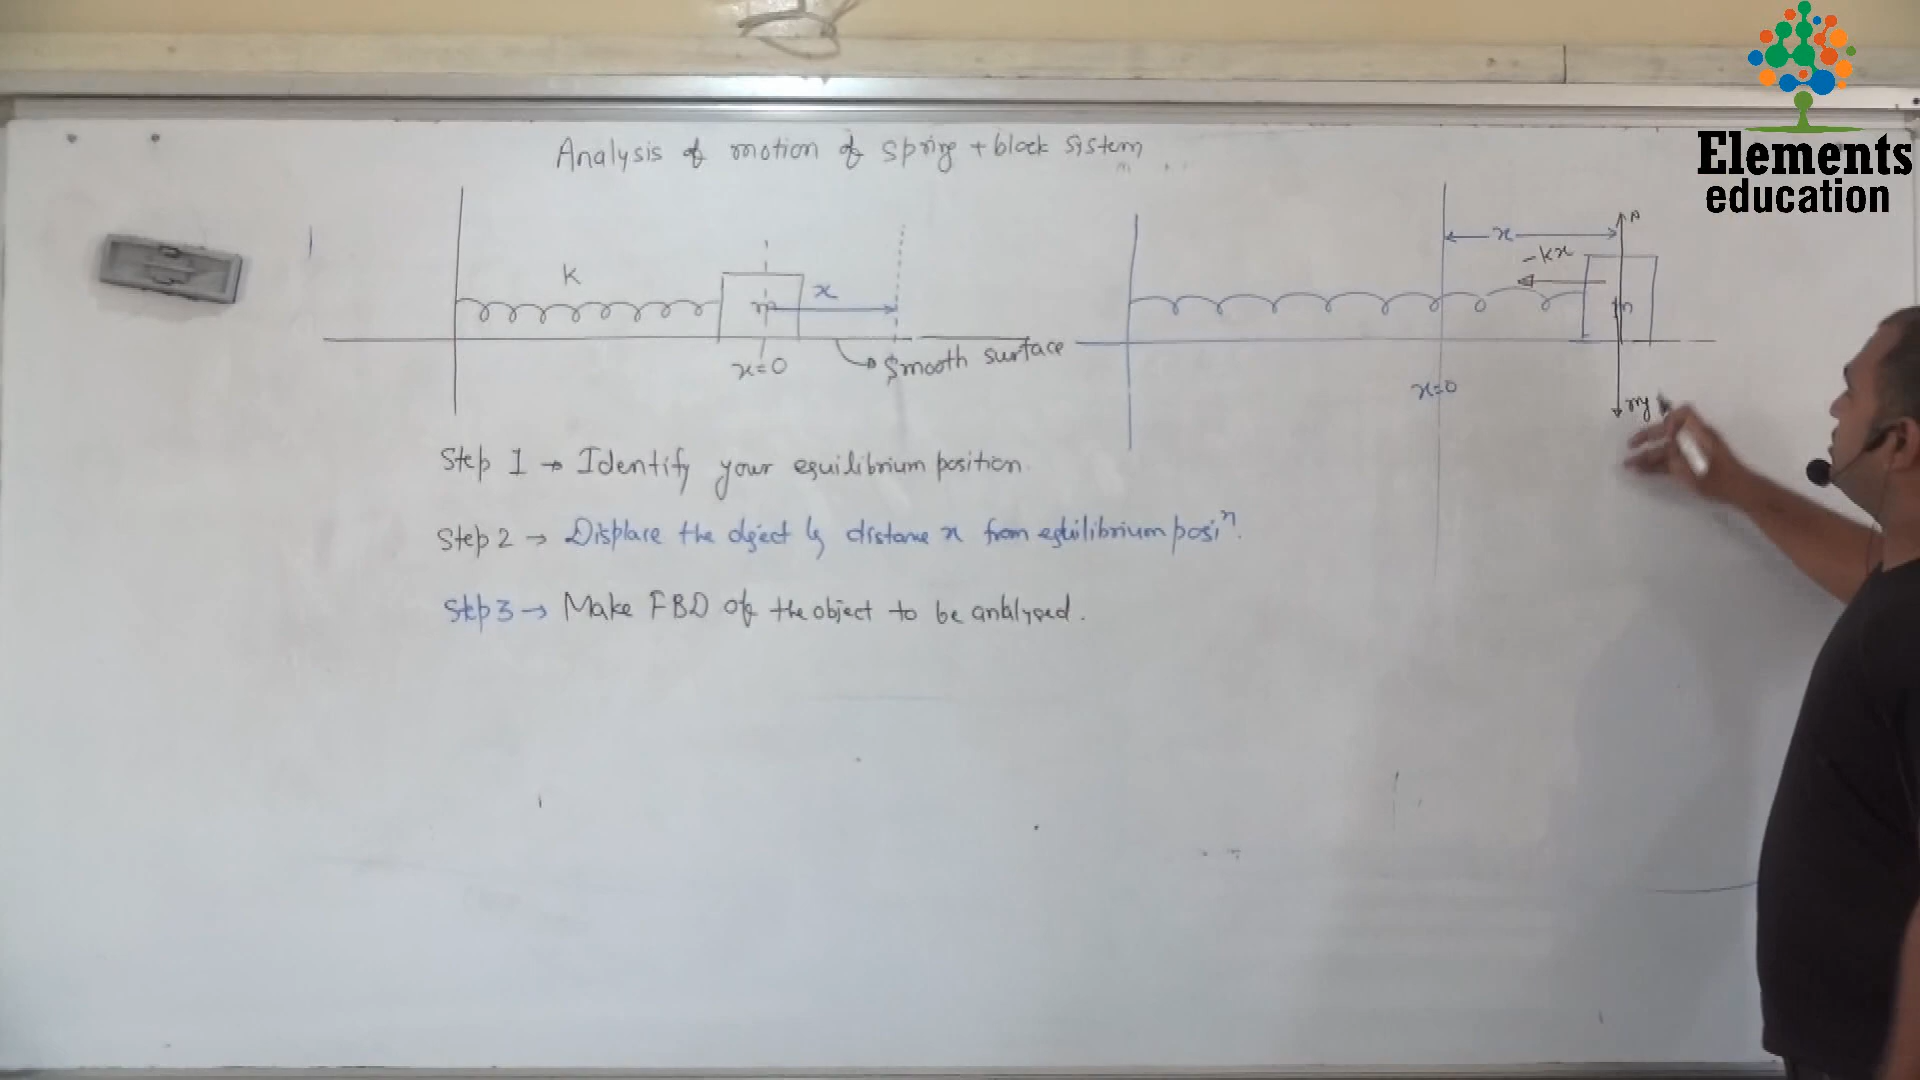 Elements
education
Analysis of motion of spring + block system
K
x
m
x=0
Smooth surface
x
-kx
m
x=0
mg
Step 1 → Identify your equilibrium position
Step 2 → Displace the object by distance x from equilibrium posiⁿ.
Step 3 → Make FBD of the object to be analysed.